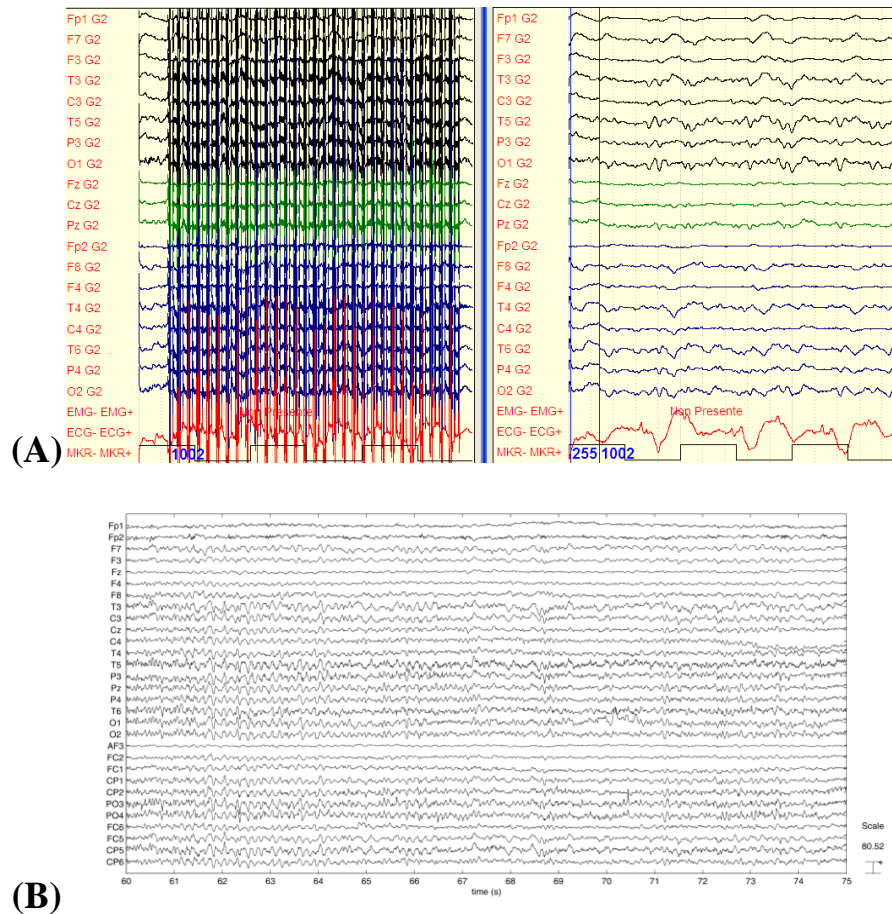 Fp1 G2
F7 G2
F3 G2
T3 G2
C3 G2
T5 G2
P3 G2
O1 G2
Fz G2
Cz G2
Pz G2
Fp2 G2
F8 G2
F4 G2
T4 G2
C4 G2
T6 G2
P4 G2
O2 G2
EMG- EMG+
Non Presente
ECG- ECG+
MKR- MKR+
1002
Fp1 G2
F7 G2
F3 G2
T3 G2
C3 G2
T5 G2
P3 G2
O1 G2
Fz G2
Cz G2
Pz G2
Fp2 G2
F8 G2
F4 G2
T4 G2
C4 G2
T6 G2
P4 G2
O2 G2
EMG- EMG+
Non Presente
ECG- ECG+
MKR- MKR+
255 1002
(A)
Fp1
Fp2
F7
F3
Fz
F4
F8
T3
C3
Cz
C4
T4
T5
P3
Pz
P4
T6
O1
O2
AF3
FC2
FC1
CP1
CP2
PO3
PO4
FC6
FC5
CP5
CP6
60 61 62 63 64 65 66 67 68 69 70 71 72 73 74 75
time (s)
Scale
80.52
+
(B)